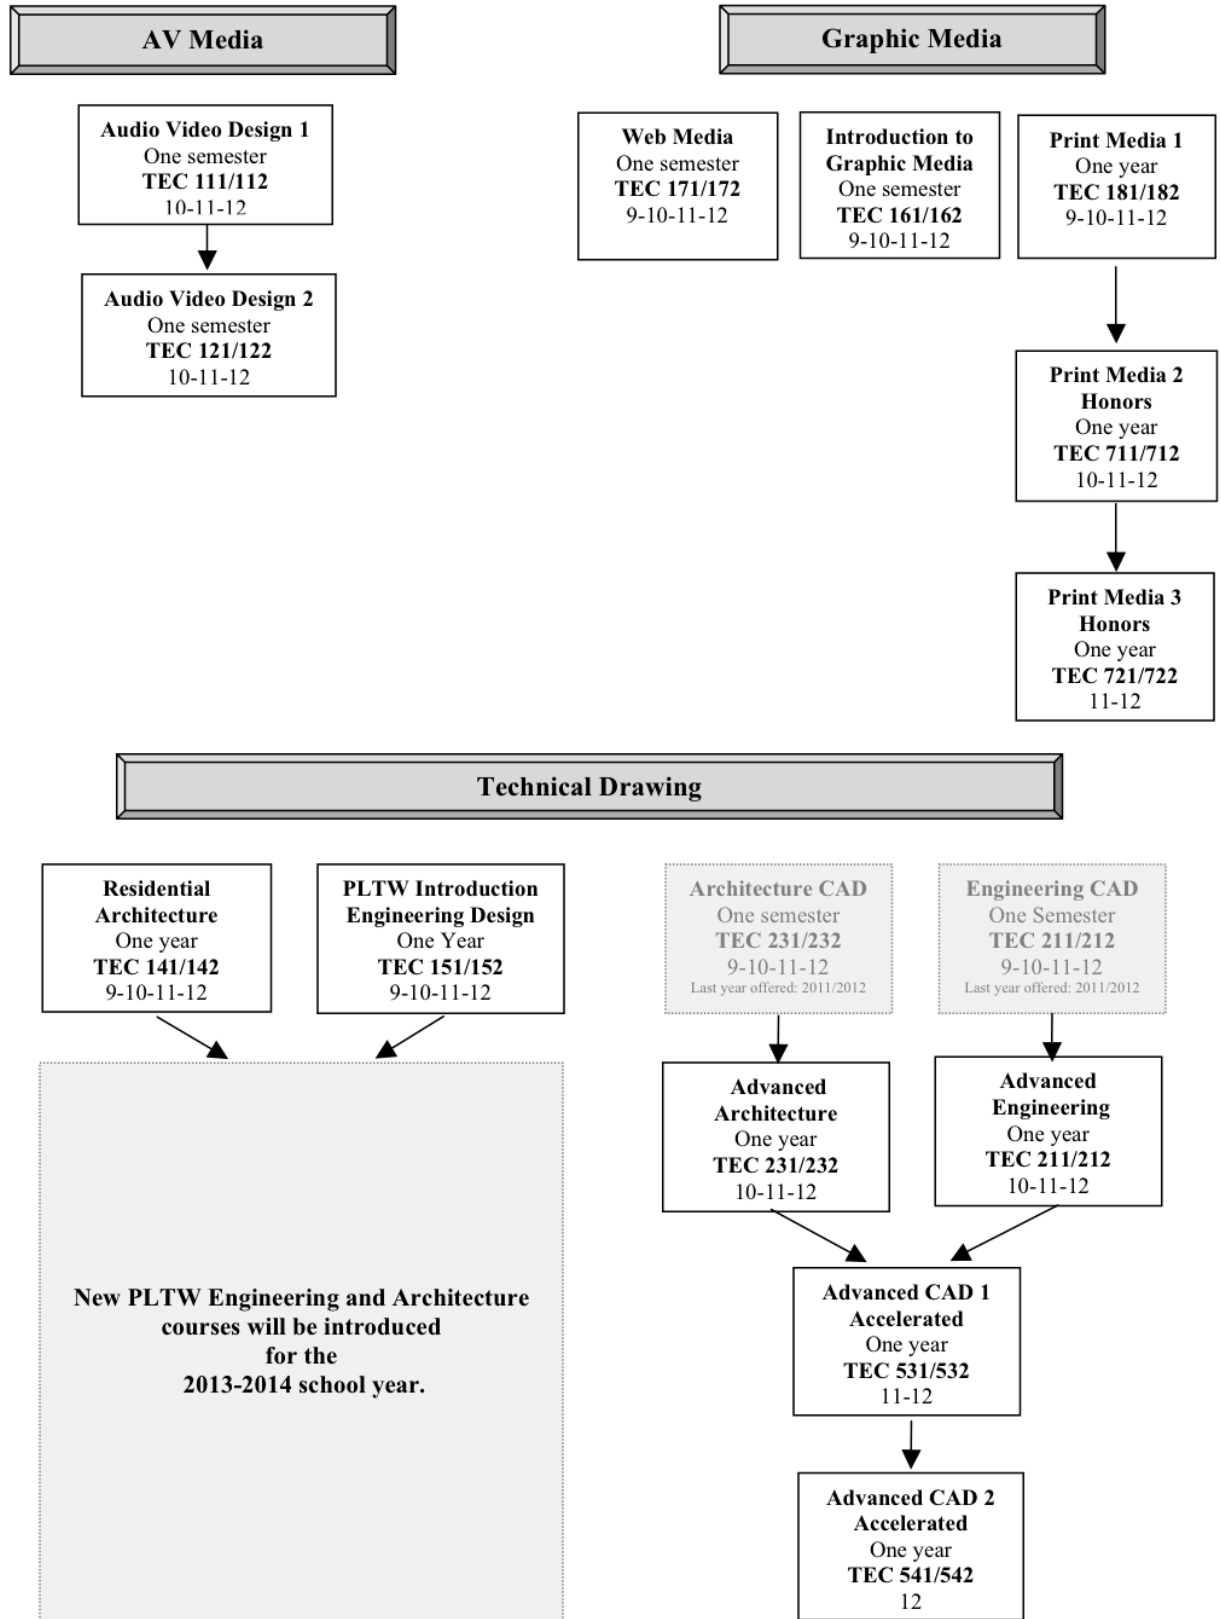 AV Media
Audio Video Design 1
One semester
TEC 111/112
10-11-12
Audio Video Design 2
One semester
TEC 121/122
10-11-12
Graphic Media
Web Media
One semester
TEC 171/172
9-10-11-12
Introduction to
Graphic Media
One semester
TEC 161/162
9-10-11-12
Print Media 1
One year
TEC 181/182
9-10-11-12
Print Media 2
Honors
One year
TEC 711/712
10-11-12
Print Media 3
Honors
One year
TEC 721/722
11-12
Technical Drawing
Residential
Architecture
One year
TEC 141/142
9-10-11-12
PLTW Introduction
Engineering Design
One Year
TEC 151/152
9-10-11-12
New PLTW Engineering and Architecture
courses will be introduced
for the
2013-2014 school year.
Architecture CAD
One semester
TEC 231/232
9-10-11-12
Last year offered: 2011/2012
Engineering CAD
One Semester
TEC 211/212
9-10-11-12
Last year offered: 2011/2012
Advanced
Architecture
One year
TEC 231/232
10-11-12
Advanced
Engineering
One year
TEC 211/212
10-11-12
Advanced CAD 1
Accelerated
One year
TEC 531/532
11-12
Advanced CAD 2
Accelerated
One year
TEC 541/542
12